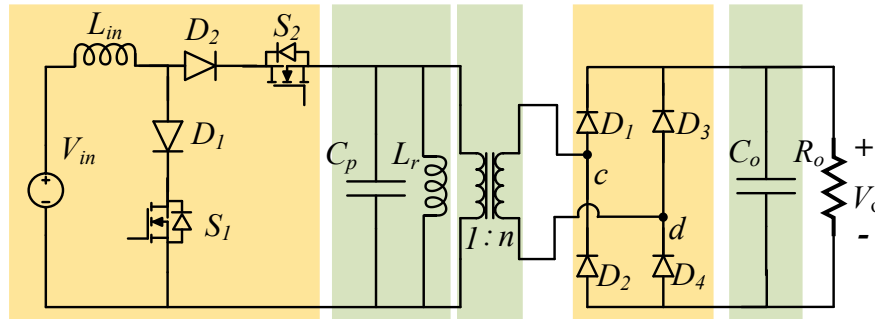 L_in D_2 S_2
D_1
V_in
S_1
C_p L_r
1 : n
D_1 D_3
c
d
D_2 D_4
C_o R_o
+
V_o
-